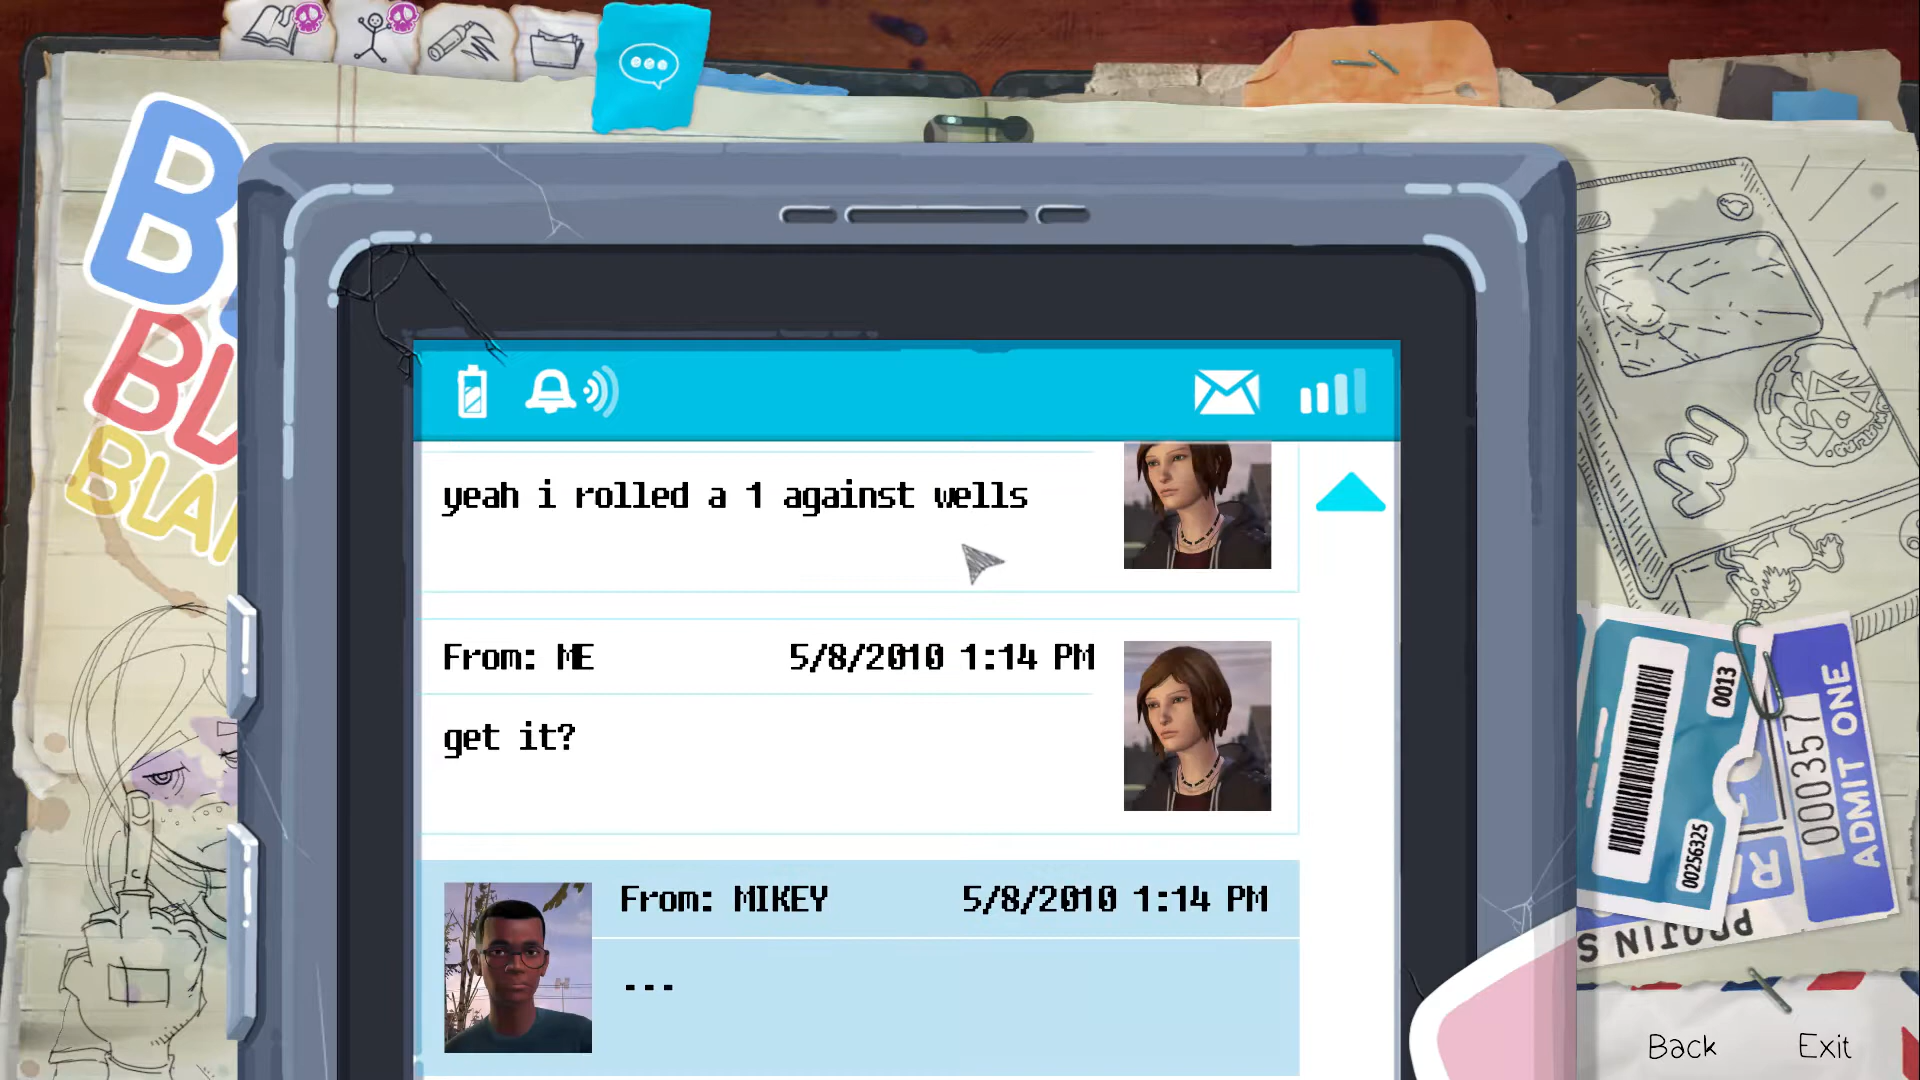 yeah i rolled a 1 against wells
From: ME 5/8/2010 1:14 PM
get it?
From: MIKEY 5/8/2010 1:14 PM
...
0013
00256325
000357
ADMIT ONE
Back
Exit